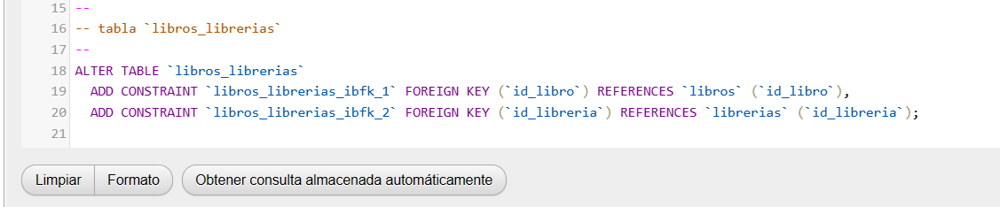 15 --
16 -- tabla `libros_librerias`
17 --
18 ALTER TABLE `libros_librerias`
19 ADD CONSTRAINT `libros_librerias_ibfk_1` FOREIGN KEY (`id_libro`) REFERENCES `libros` (`id_libro`),
20 ADD CONSTRAINT `libros_librerias_ibfk_2` FOREIGN KEY (`id_libreria`) REFERENCES `librerias` (`id_libreria`);
21
Limpiar Formato Obtener consulta almacenada automáticamente